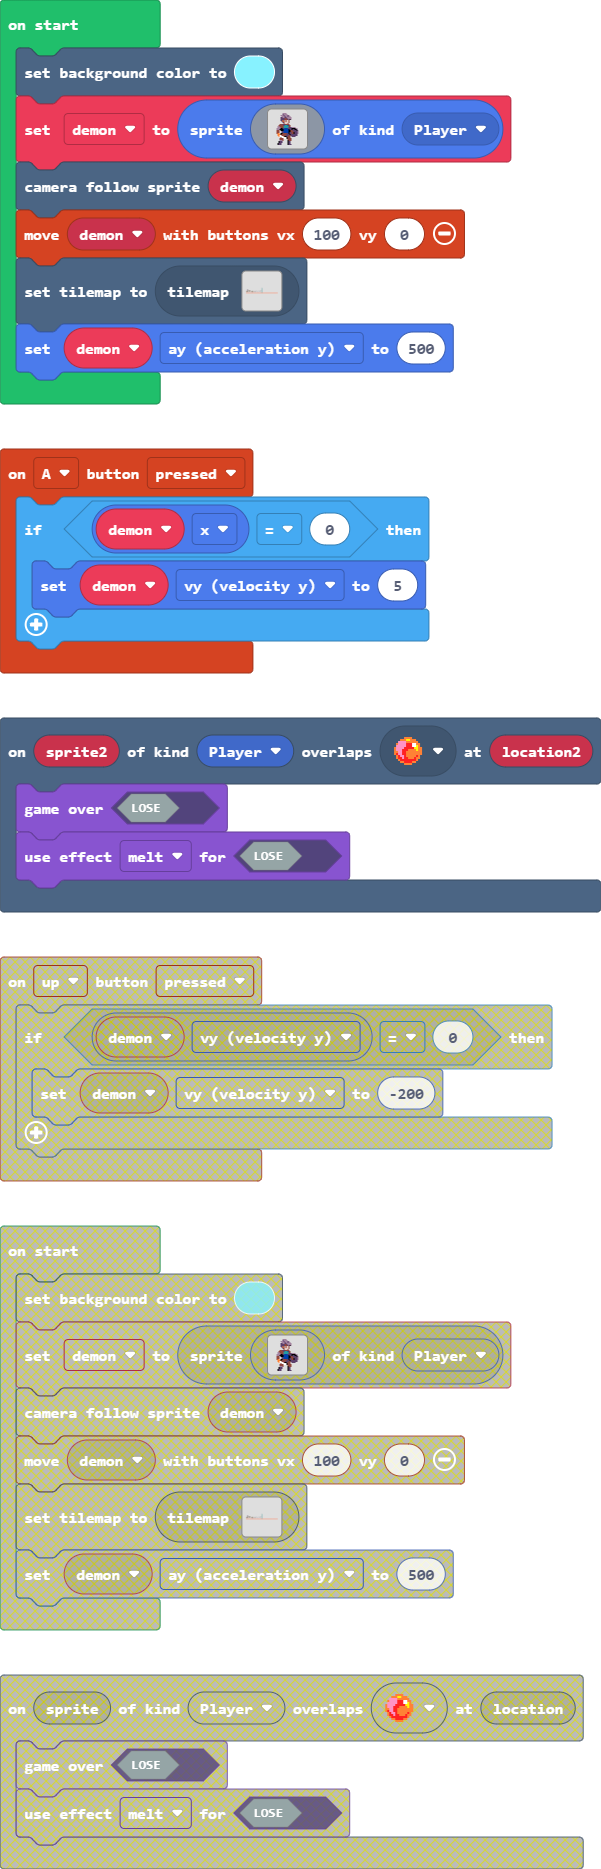 on start
set background color to
set demon to sprite of kind Player
camera follow sprite demon
move demon with buttons vx 100 vy 0
set tilemap to tilemap
set demon ay (acceleration y) to 500
on A button pressed
if demon x = 0 then
set demon vy (velocity y) to 5
on sprite2 of kind Player overlaps at location2
game over LOSE
use effect melt for LOSE
on up button pressed
if demon vy (velocity y) = 0 then
set demon vy (velocity y) to -200
on start
set background color to
set demon to sprite of kind Player
camera follow sprite demon
move demon with buttons vx 100 vy 0
set tilemap to tilemap
set demon ay (acceleration y) to 500
on sprite of kind Player overlaps at location
game over LOSE
use effect melt for LOSE